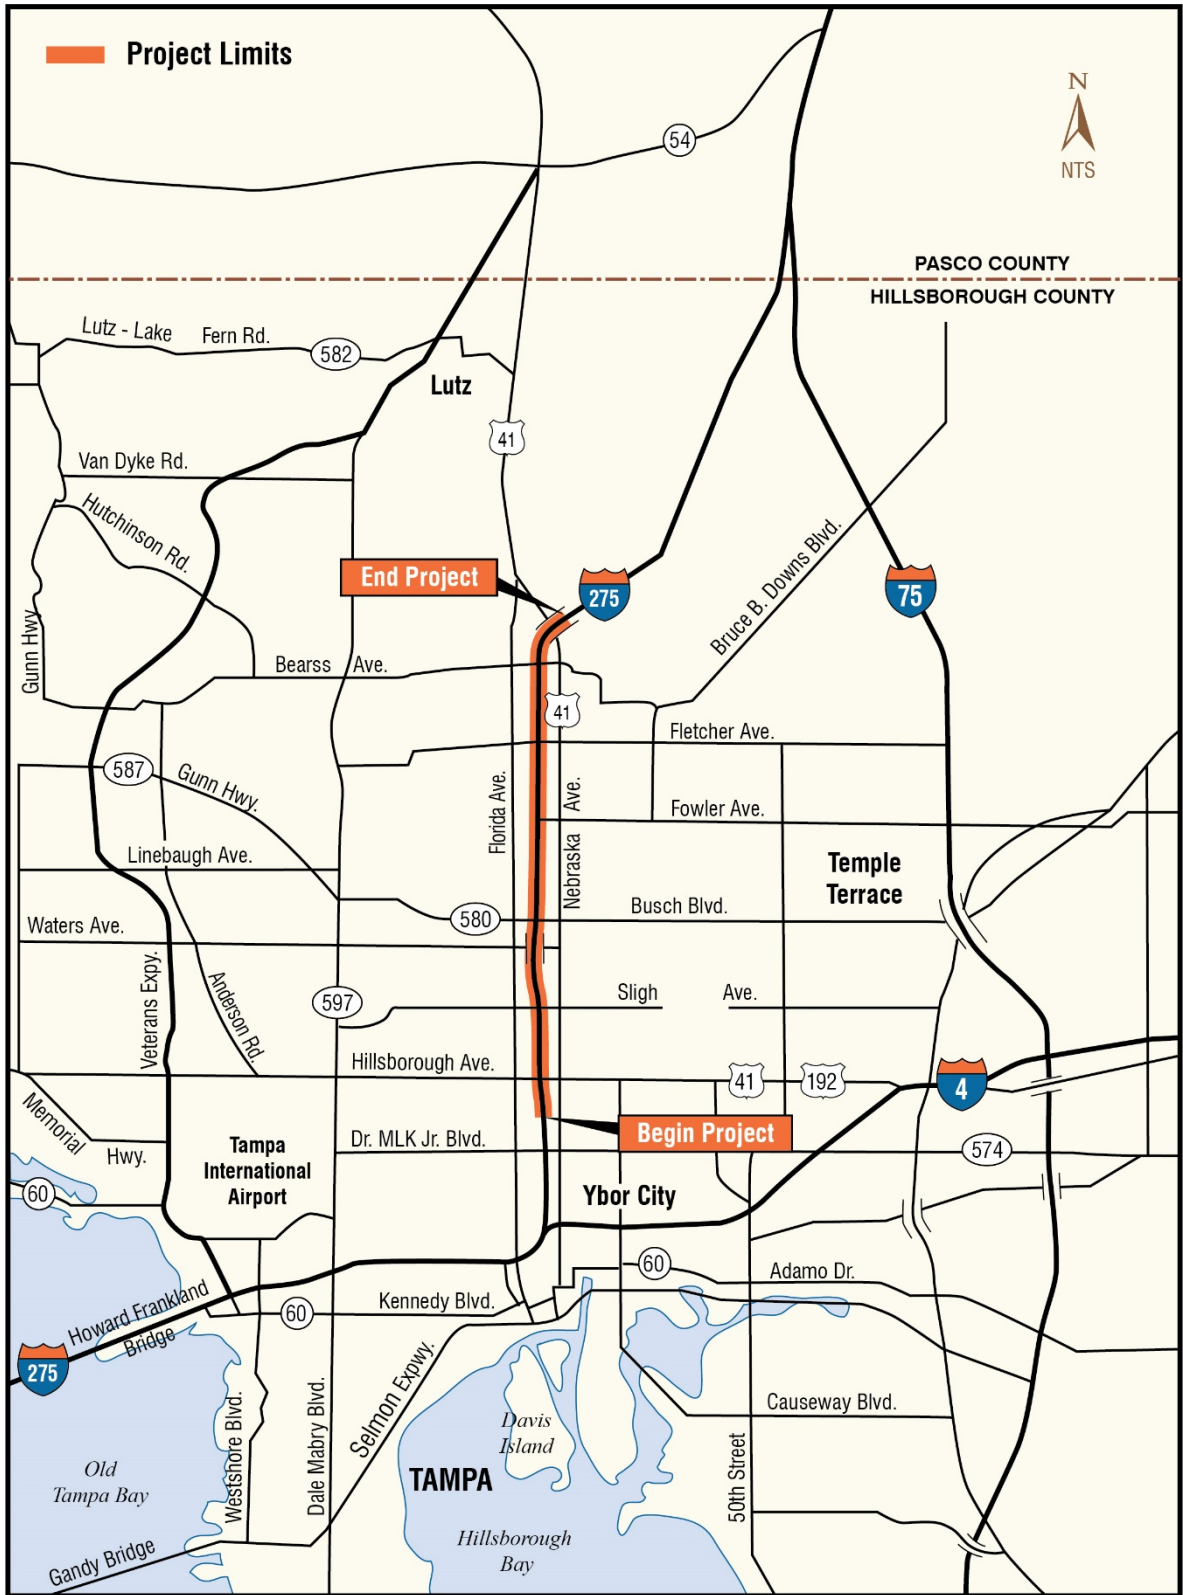 Project Limits
N
NTS
54
PASCO COUNTY
HILLSBOROUGH COUNTY
Lutz - Lake Fern Rd.
582
Lutz
41
Van Dyke Rd.
Hutchinson Rd.
End Project
275
75
Bruce B. Downs Blvd.
Gunn Hwy.
Bearss Ave.
41
Fletcher Ave.
587
Gunn Hwy.
Florida Ave.
Nebraska Ave.
Fowler Ave.
Linebaugh Ave.
Temple
Terrace
580
Busch Blvd.
Waters Ave.
Veterans Expy.
Anderson Rd.
597
Sligh Ave.
Hillsborough Ave.
41
192
4
Memorial
Hwy.
Begin Project
Dr. MLK Jr. Blvd.
574
Tampa
International
Airport
60
Ybor City
60
Adamo Dr.
Howard Frankland
Bridge
60
Kennedy Blvd.
275
Selmon Expwy.
Westshore Blvd.
Dale Mabry Blvd.
Davis
Island
Causeway Blvd.
50th Street
Old
Tampa Bay
TAMPA
Hillsborough
Bay
Gandy Bridge